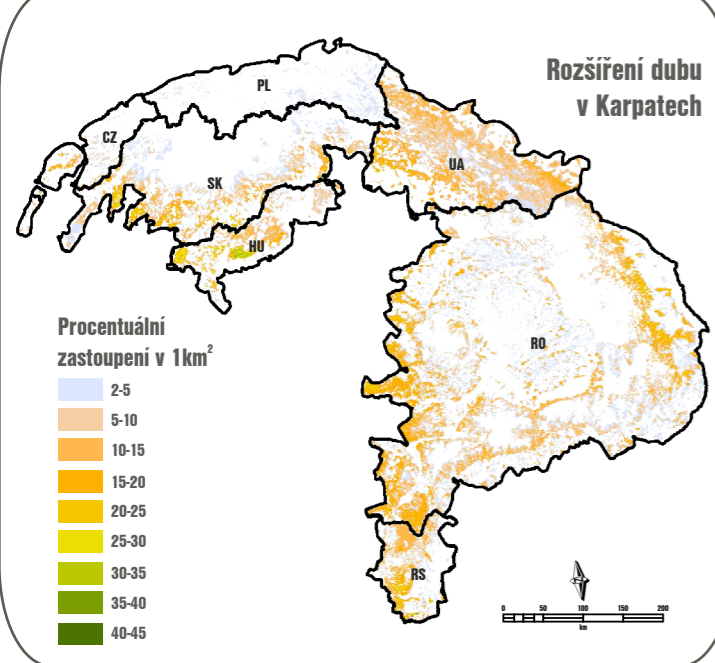 Rozšíření dubu
v Karpatech
PL
CZ
SK
UA
HU
RO
RS
Procentuální
zastoupení v 1km²
2-5
5-10
10-15
15-20
20-25
25-30
30-35
35-40
40-45
0 50 100 150 200
km